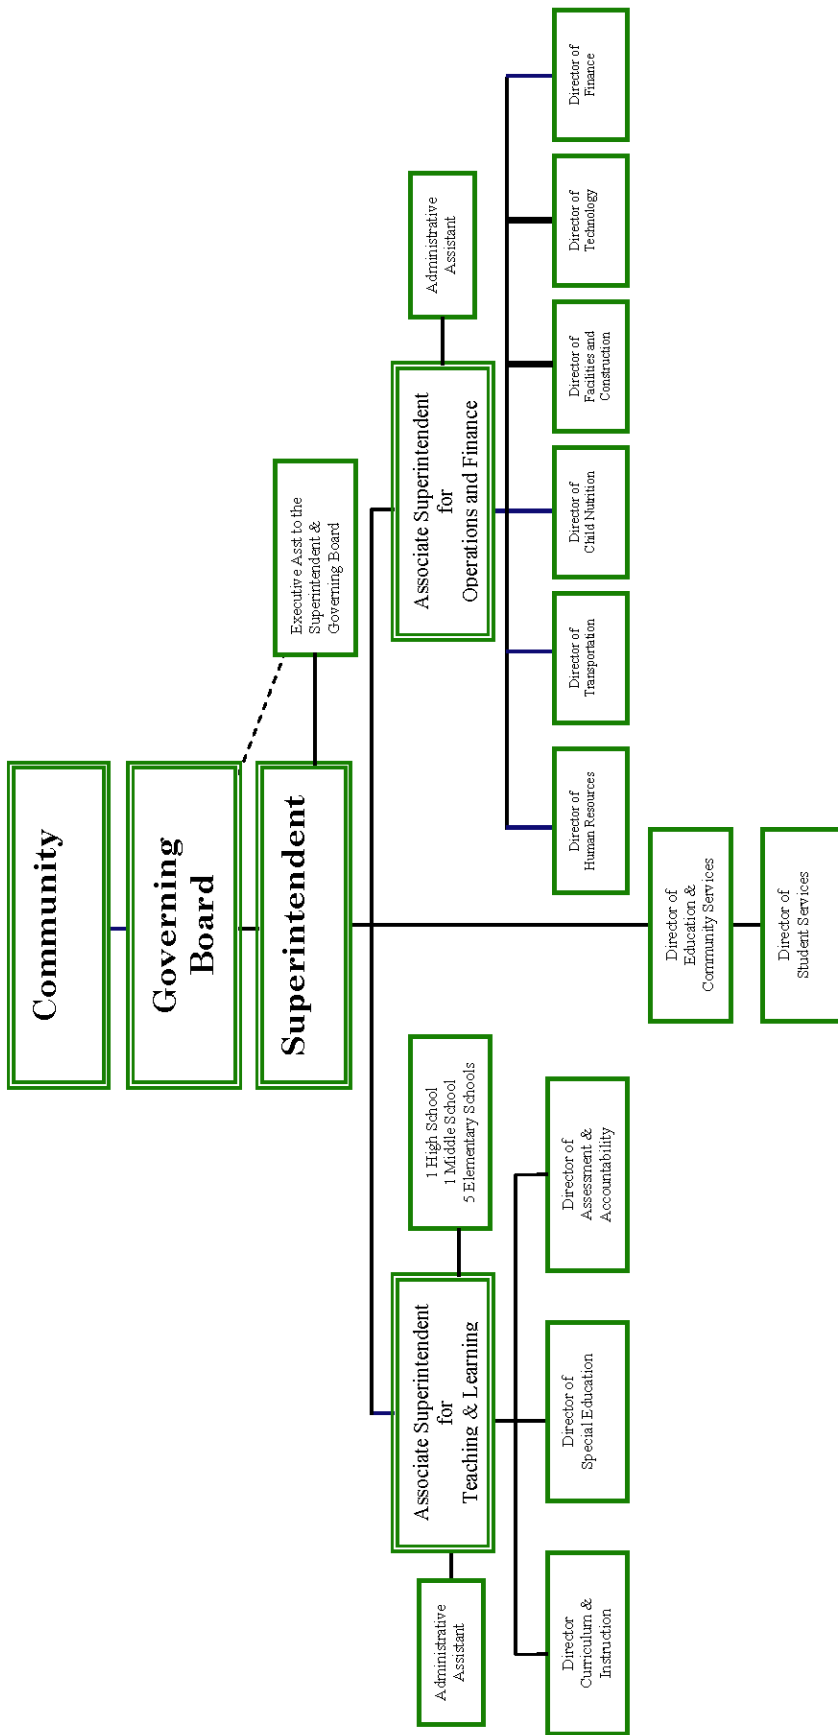 Community
Governing
Board
Superintendent
Executive Asst to the
Superintendent &
Governing Board
Associate Superintendent
for
Teaching & Learning
Administrative
Assistant
1 High School
1 Middle School
5 Elementary Schools
Associate Superintendent
for
Operations and Finance
Administrative
Assistant
Director
Curriculum &
Instruction
Director of
Special Education
Director of
Assessment &
Accountability
Director of
Human Resources
Director of
Transportation
Director of
Child Nutrition
Director of
Facilities and
Construction
Director of
Technology
Director of
Finance
Director of
Education &
Community Services
Director of
Student Services